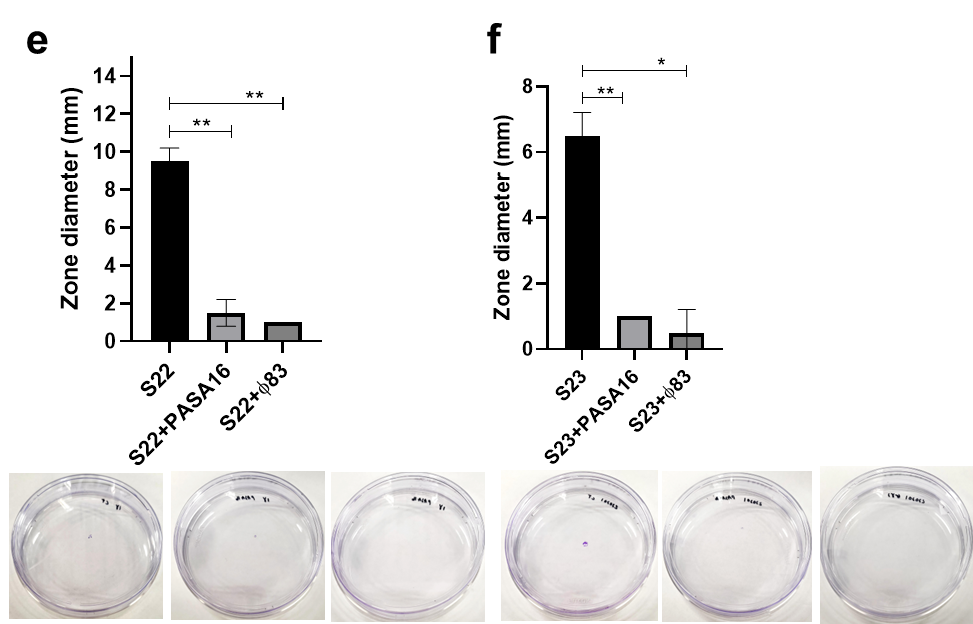 e
14
12
10
8
6
4
2
0
Zone diameter (mm)
**
**
S22
S22+PASA16
S22+ϕ83
f
8
6
4
2
0
Zone diameter (mm)
*
**
S23
S23+PASA16
S23+ϕ83